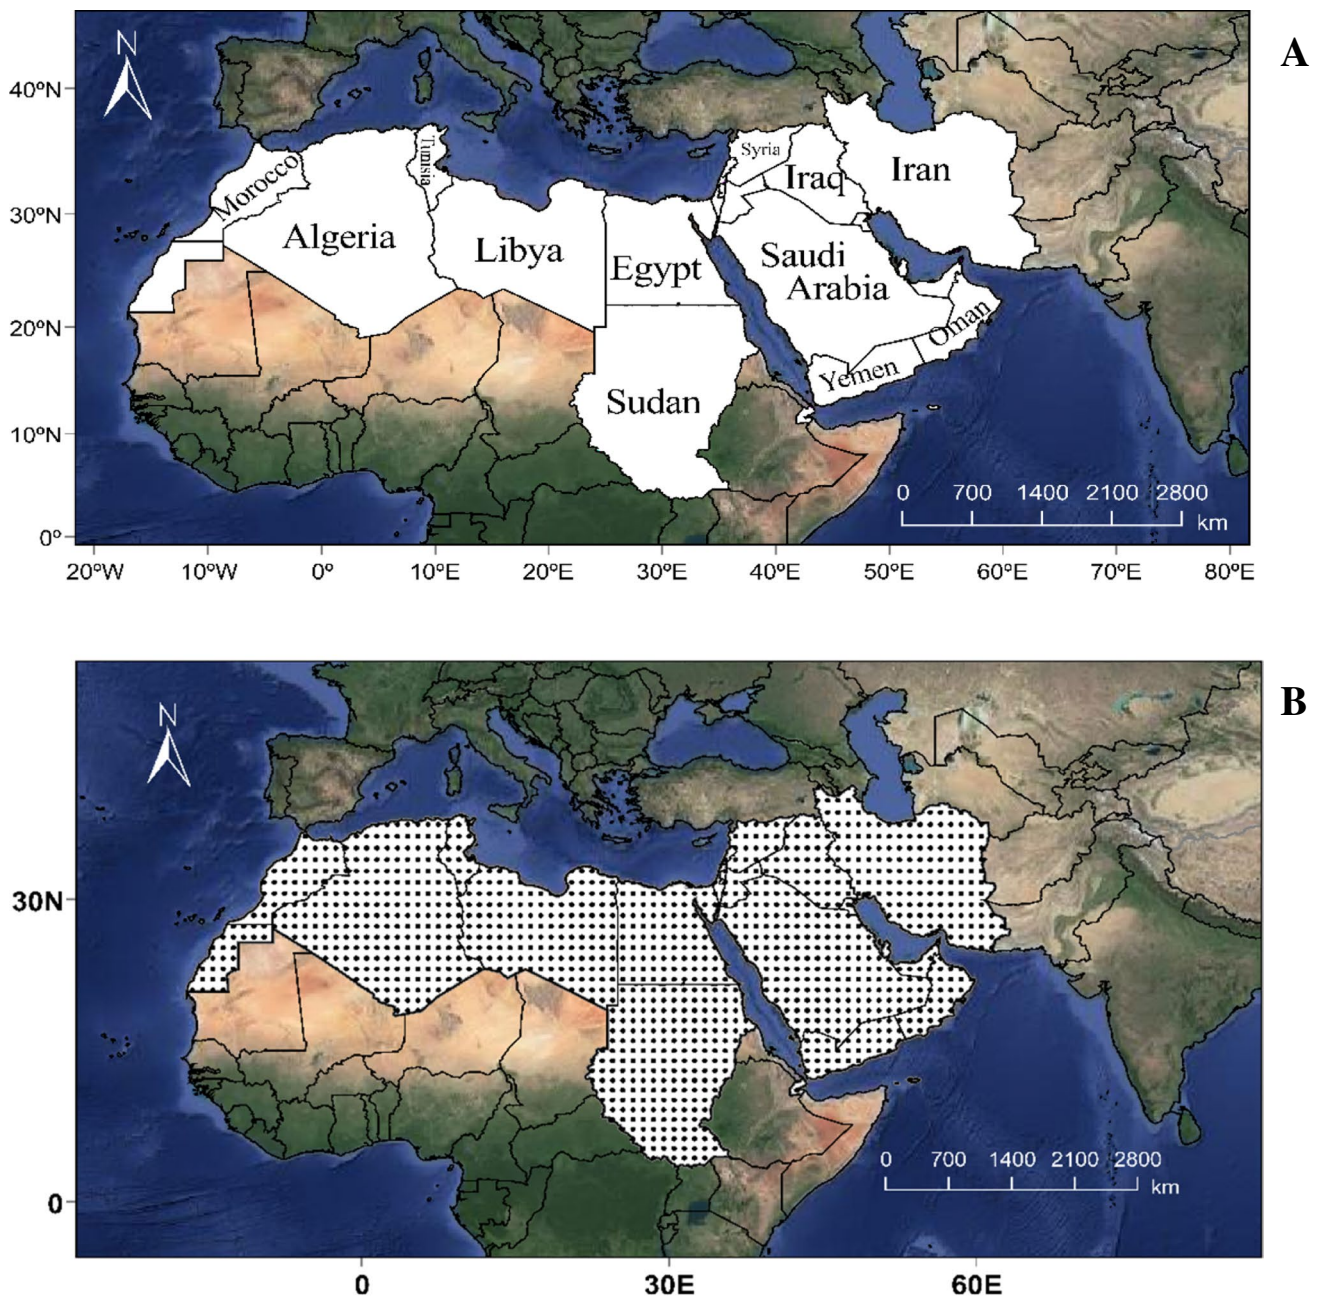 A
N
40ºN
30ºN
20ºN
10ºN
0º
Morocco
Algeria
Tunisia
Libya
Egypt
Sudan
Syria
Iraq
Iran
Saudi
Arabia
Oman
Yemen
0 700 1400 2100 2800
km
20ºW 10ºW 0º 10ºE 20ºE 30ºE 40ºE 50ºE 60ºE 70ºE 80ºE
B
N
30N
0
0 700 1400 2100 2800
km
0 30E 60E